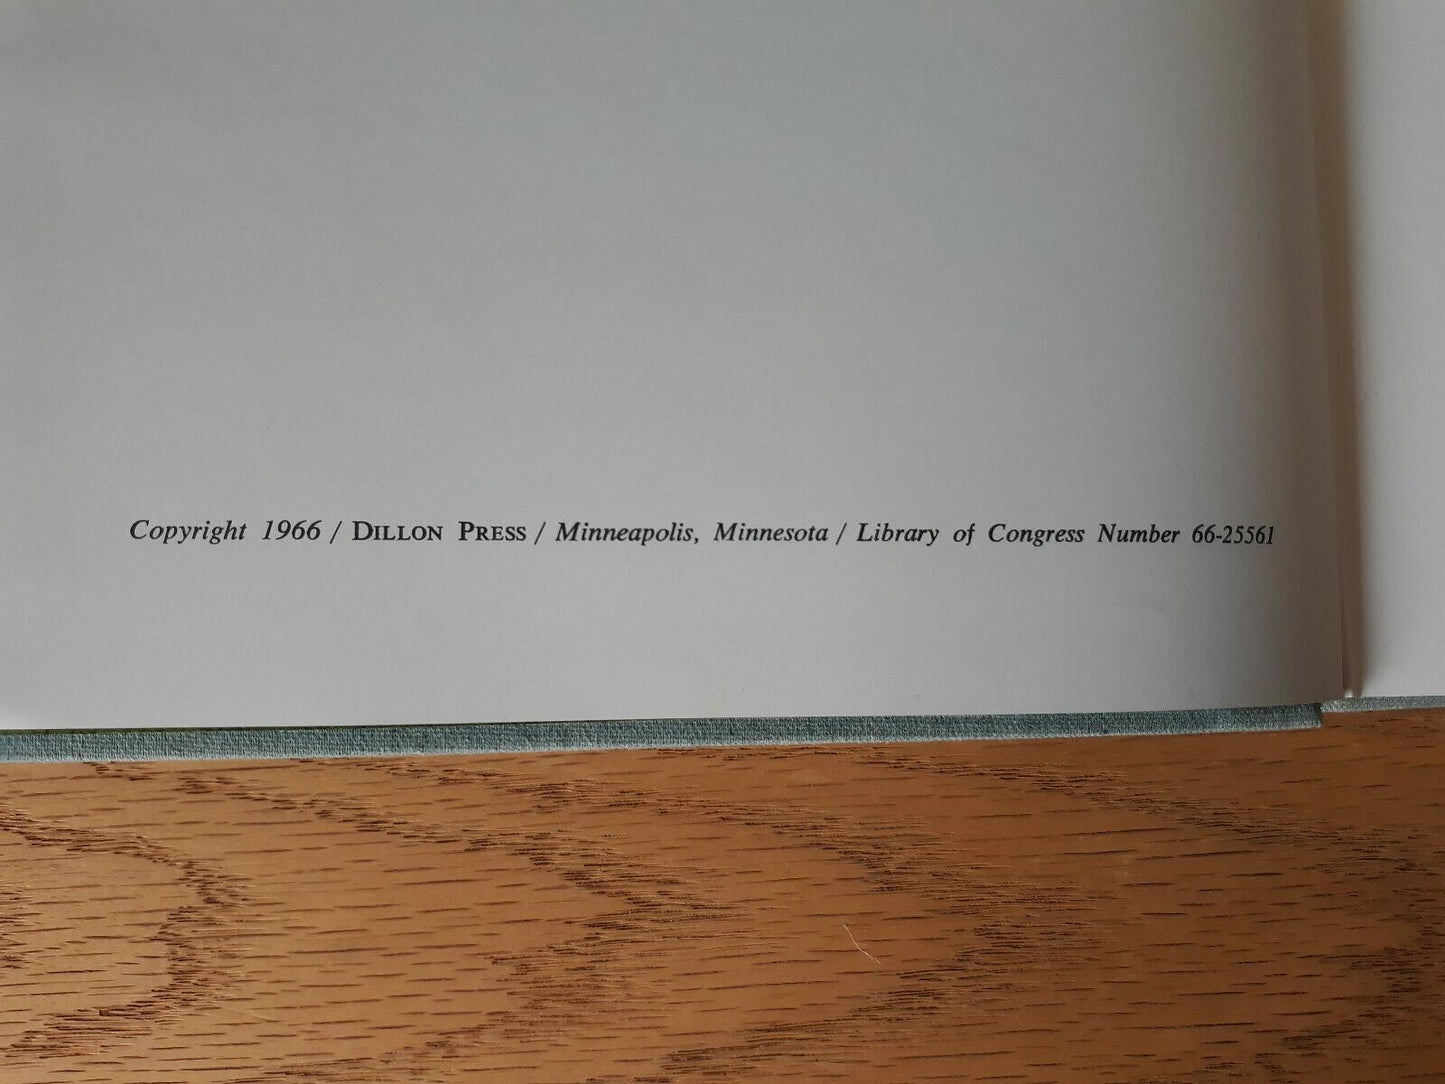 Copyright 1966 / DILLON PRESS / Minneapolis, Minnesota / Library of Congress Number 66-25561